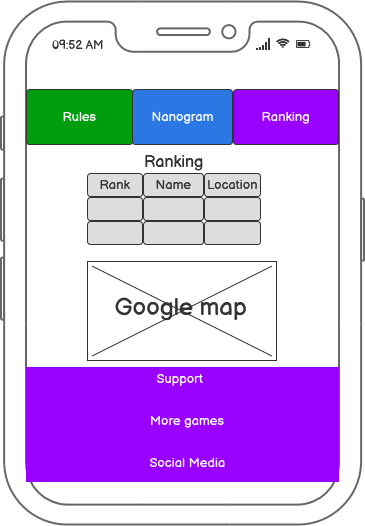 09:52 AM
Rules Nanogram Ranking
Ranking
Rank Name Location
Google map
Support
More games
Social Media